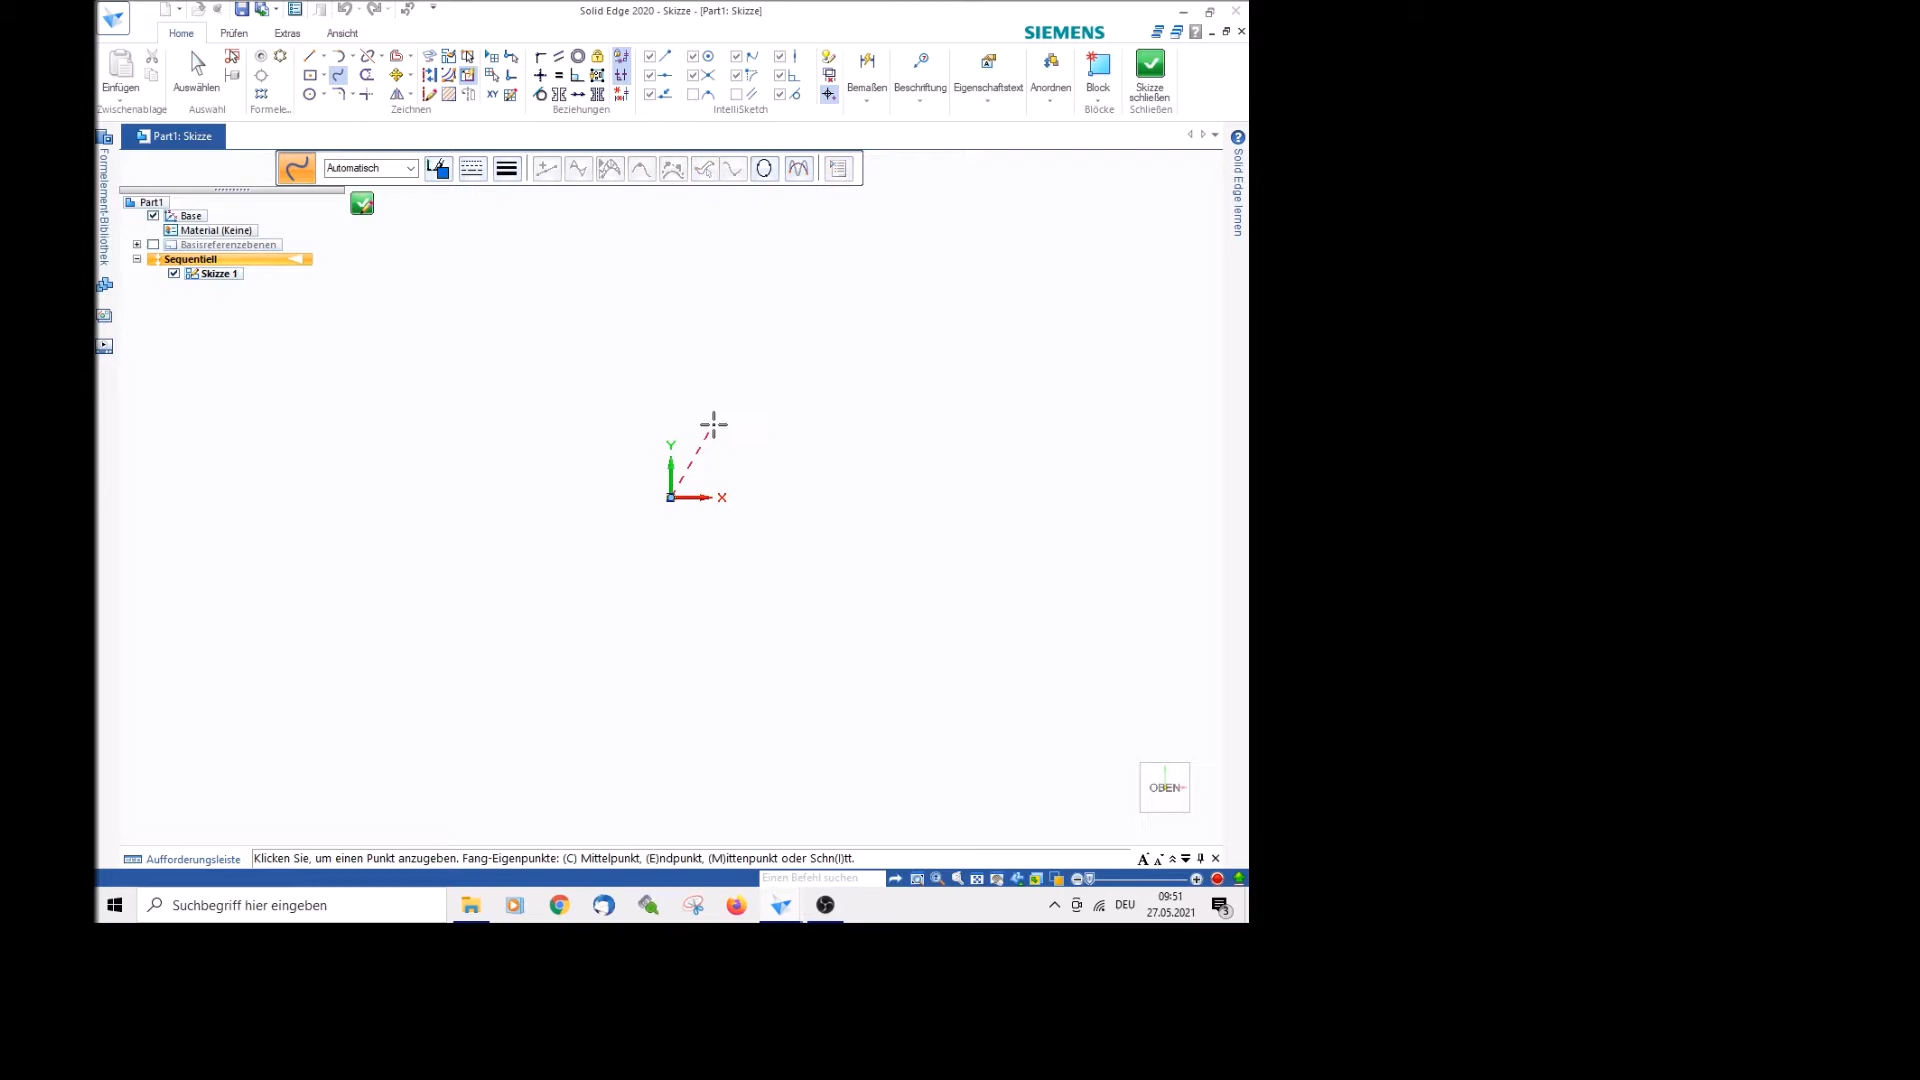 Solid Edge 2020 - Skizze - [Part1: Skizze]
Home Prüfen Extras Ansicht SIEMENS
Einfügen
Auswählen
Bemaßen
Beschriftung
Eigenschaftstext
Anordnen
Block
Skizze schließen
Zwischenablage Auswahl Formele... Zeichnen Beziehungen IntelliSketch Blöcke Schließen
XY
Part1: Skizze
Automatisch
Part1
Base
Material (Keine)
Basisreferenzebenen
Sequentiell
Skizze 1
Formelement-Bibliothek
Solid Edge lernen
Y
X
OBEN
Aufforderungsleiste Klicken Sie, um einen Punkt anzugeben. Fang-Eigenpunkte: (C) Mittelpunkt, (E)ndpunkt, (M)ittenpunkt oder Schn(I)tt.
Einen Befehl suchen
Suchbegriff hier eingeben
DEU
09:51
27.05.2021
3